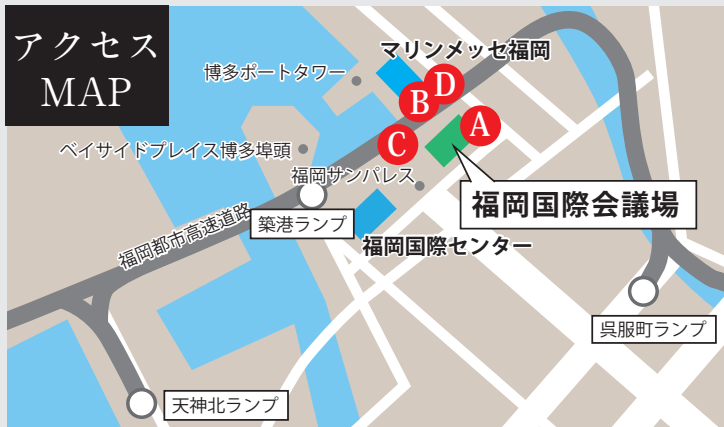 アクセス
MAP
マリンメッセ福岡
博多ポートタワー
D
B
A
C
ベイサイドプレイス博多埠頭
福岡サンパレス
福岡国際会議場
築港ランプ
福岡都市高速道路
福岡国際センター
呉服町ランプ
天神北ランプ